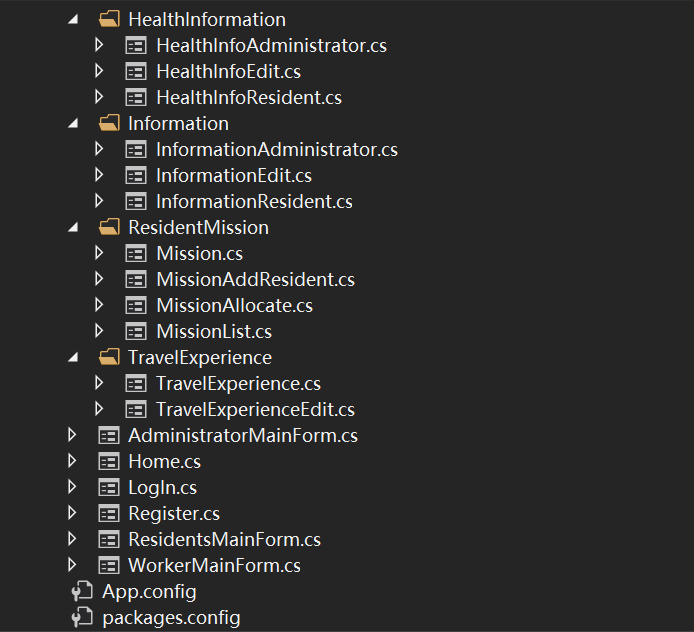 HealthInformation
HealthInfoAdministrator.cs
HealthInfoEdit.cs
HealthInfoResident.cs
Information
InformationAdministrator.cs
InformationEdit.cs
InformationResident.cs
ResidentMission
Mission.cs
MissionAddResident.cs
MissionAllocate.cs
MissionList.cs
TravelExperience
TravelExperience.cs
TravelExperienceEdit.cs
AdministratorMainForm.cs
Home.cs
LogIn.cs
Register.cs
ResidentsMainForm.cs
WorkerMainForm.cs
App.config
packages.config